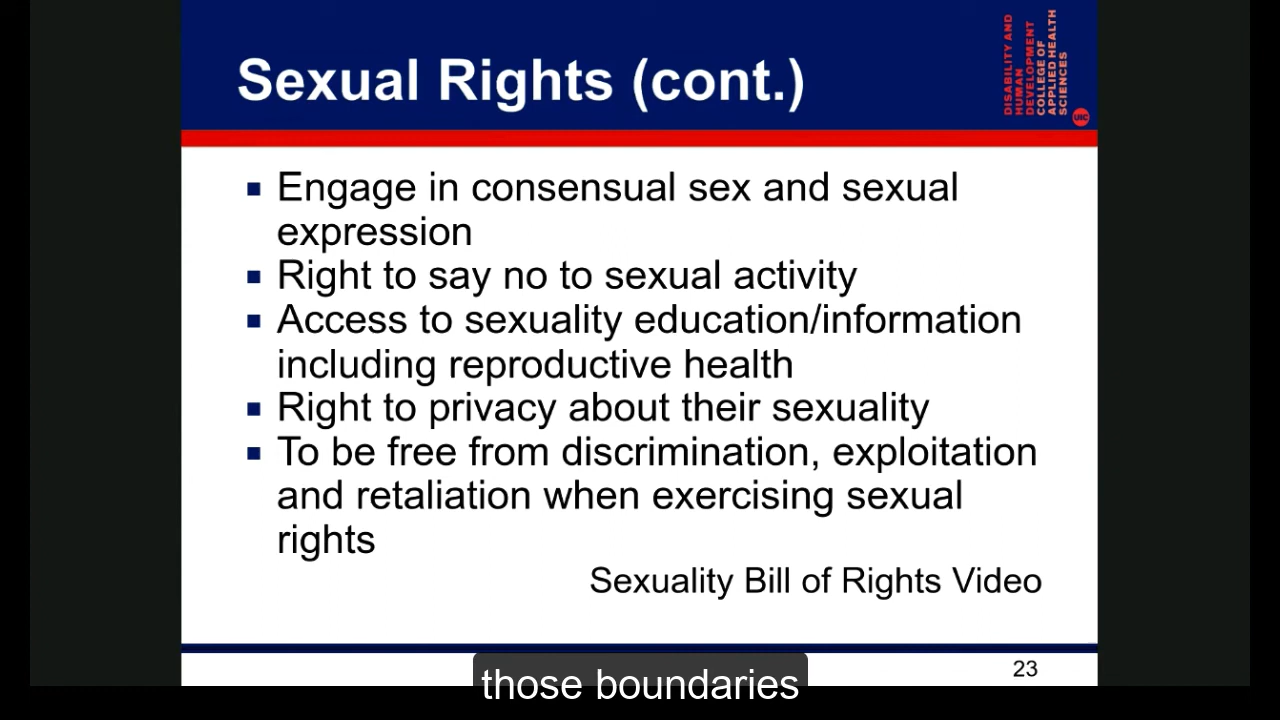 Sexual Rights (cont.)
DISABILITY AND
HUMAN
DEVELOPMENT
COLLEGE OF
APPLIED HEALTH
SCIENCES
UIC
Engage in consensual sex and sexual
expression
Right to say no to sexual activity
Access to sexuality education/information
including reproductive health
Right to privacy about their sexuality
To be free from discrimination, exploitation
and retaliation when exercising sexual
rights
Sexuality Bill of Rights Video
23
those boundaries